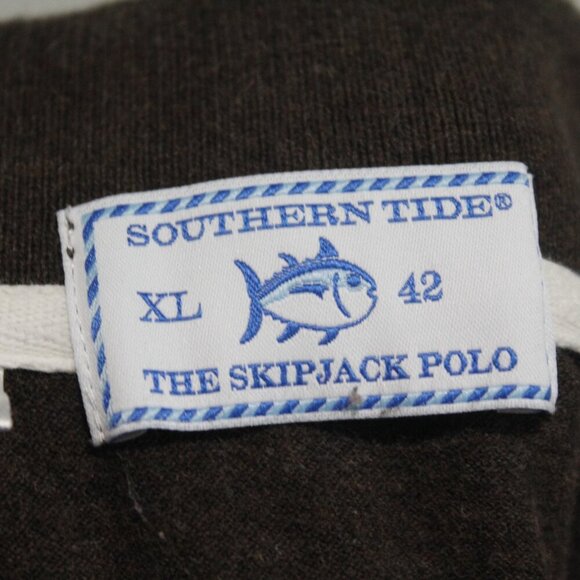 SOUTHERN TIDE®
XL 42
THE SKIPJACK POLO